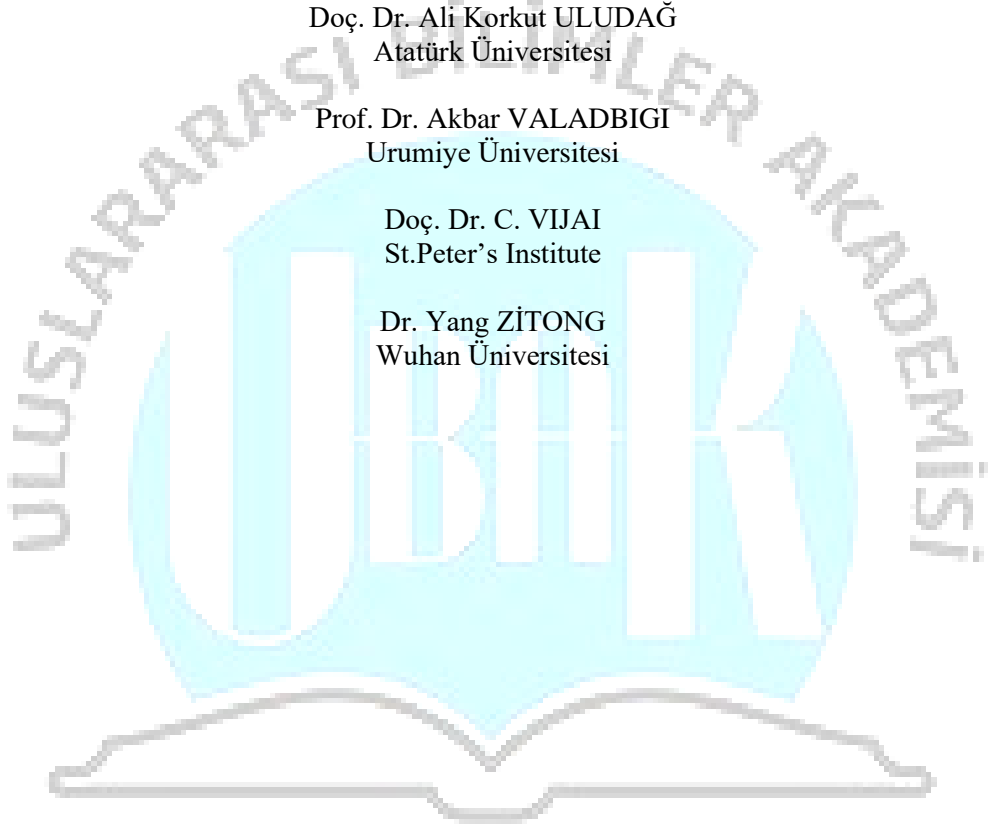 Doç. Dr. Ali Korkut ULUDAĞ
Atatürk Üniversitesi
Prof. Dr. Akbar VALADBIGI
Urumiye Üniversitesi
Doç. Dr. C. VIJAI
St.Peter’s Institute
Dr. Yang ZİTONG
Wuhan Üniversitesi
ULUSLARARASI BİLİMLER AKADEMİSİ
UBAK